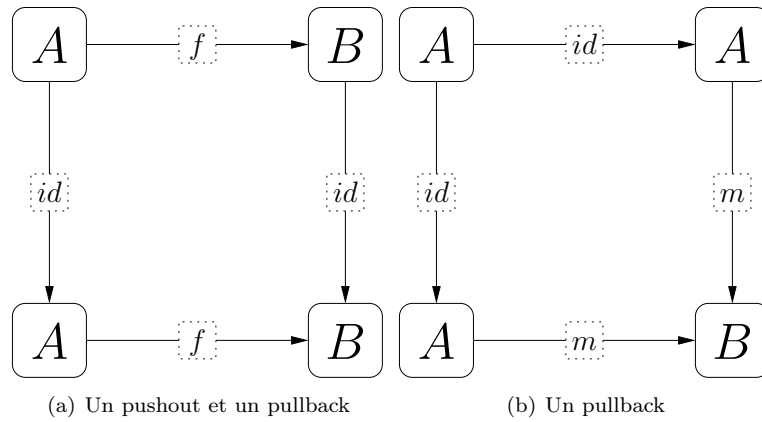 A f B A id A
id id id m
A f B A m B
(a) Un pushout et un pullback (b) Un pullback